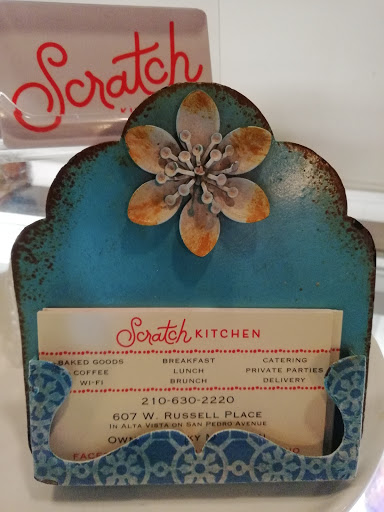 Scratch
Scratch KITCHEN
BAKED GOODS BREAKFAST CATERING
COFFEE LUNCH PRIVATE PARTIES
WI-FI BRUNCH DELIVERY
210-630-2220
607 W. RUSSELL PLACE
IN ALTA VISTA ON SAN PEDRO AVENUE